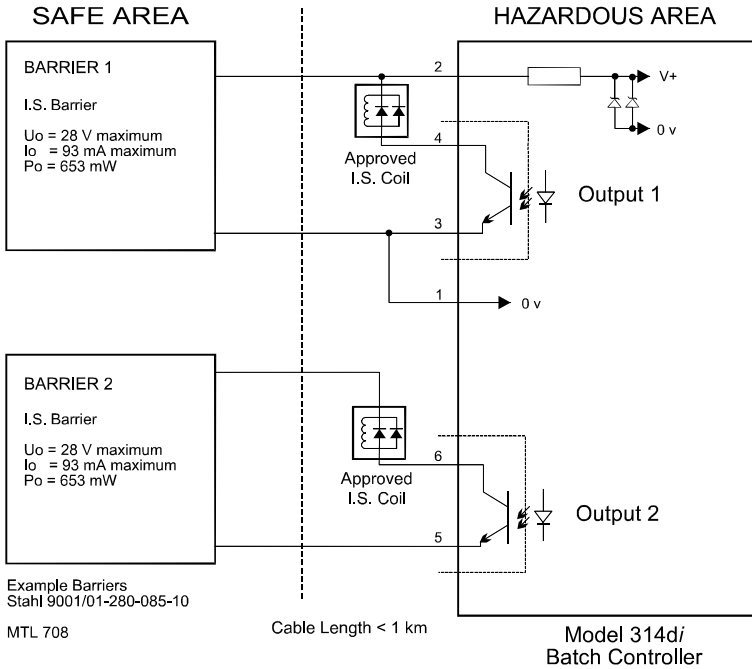 SAFE AREA
HAZARDOUS AREA
BARRIER 1
I.S. Barrier
Uo = 28 V maximum
Io = 93 mA maximum
Po = 653 mW
2
V+
0 v
4
Approved
I.S. Coil
Output 1
3
1
0 v
BARRIER 2
I.S. Barrier
Uo = 28 V maximum
Io = 93 mA maximum
Po = 653 mW
6
Approved
I.S. Coil
Output 2
5
Example Barriers
Stahl 9001/01-280-085-10
MTL 708
Cable Length < 1 km
Model 314di
Batch Controller